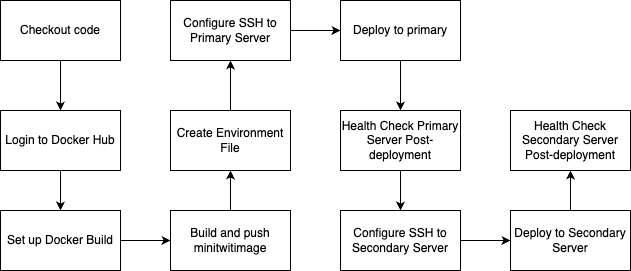 Checkout code
Login to Docker Hub
Set up Docker Build
Build and push
minitwitimage
Create Environment
File
Configure SSH to
Primary Server
Deploy to primary
Health Check Primary
Server Post-
deployment
Configure SSH to
Secondary Server
Deploy to Secondary
Server
Health Check
Secondary Server
Post-deployment